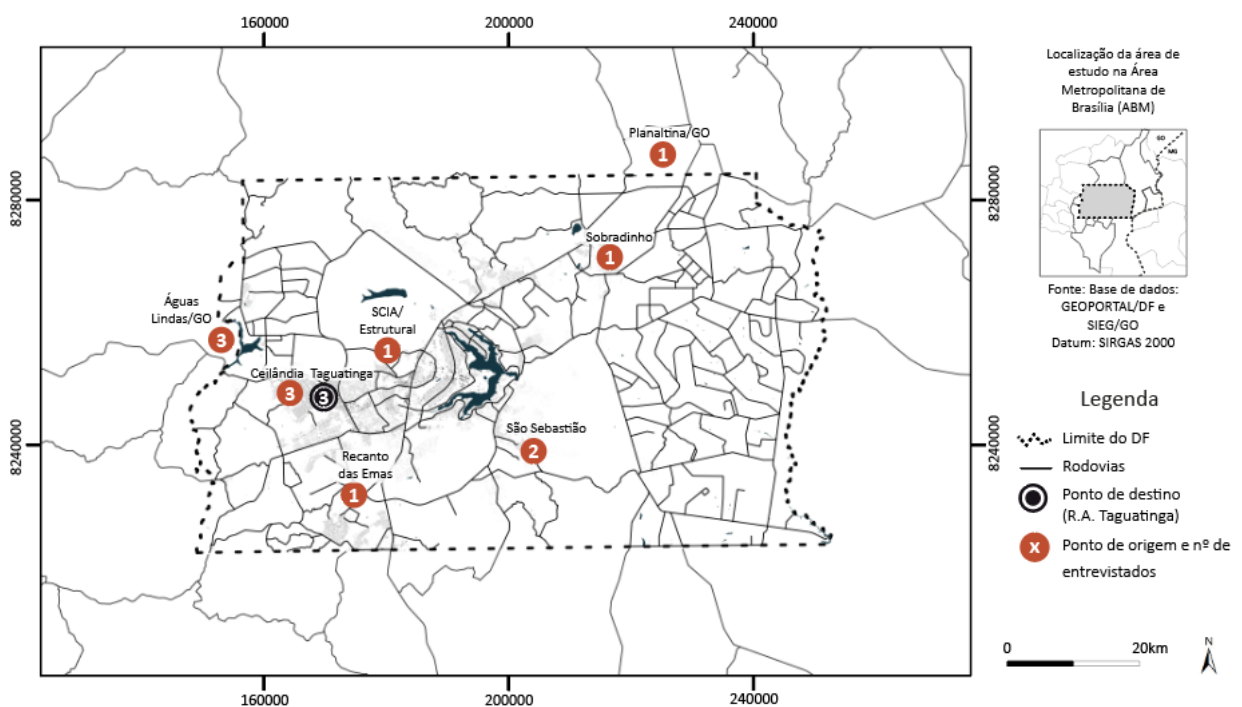 160000
200000
240000
8280000
8240000
Planaltina/GO
1
Sobradinho
1
Águas
Lindas/GO
3
SCIA/
Estrutural
1
Ceilândia
3
Taguatinga
3
São Sebastião
2
Recanto
das Emas
1
8280000
8240000
160000
200000
240000
Localização da área de
estudo na Área
Metropolitana de
Brasília (ABM)
GO
MG
Fonte: Base de dados:
GEOPORTAL/DF e
SIEG/GO
Datum: SIRGAS 2000
Legenda
Limite do DF
Rodovias
Ponto de destino
(R.A. Taguatinga)
X
Ponto de origem e nº de
entrevistados
0
20km
N